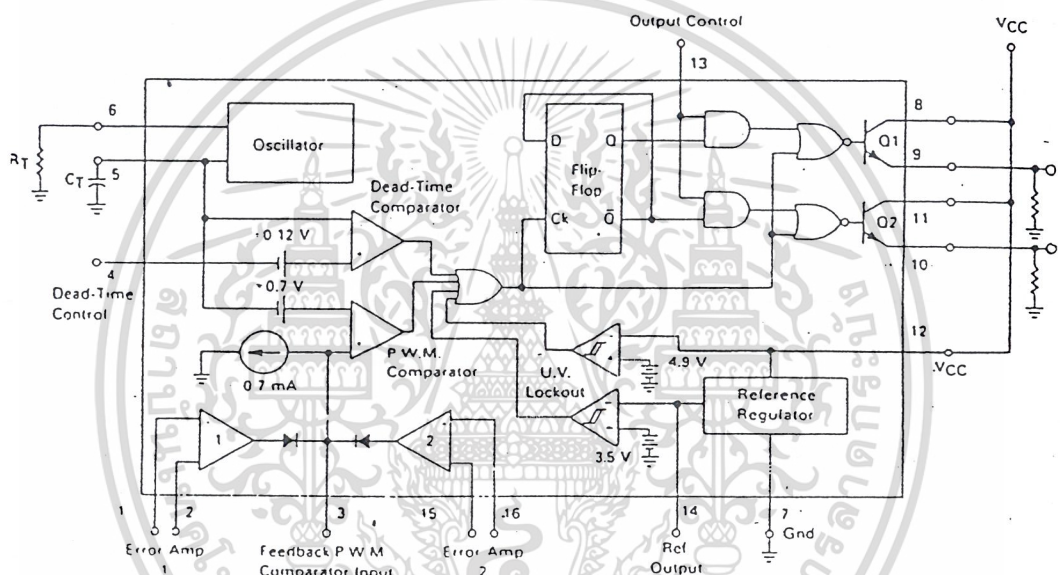 Output Control
VCC
13
6
8
Oscillator
D
Q
Q1
RT
9
CT
5
Flip-
Flop
Dead-Time
Comparator
11
0.12 V
Ck
Q
Q2
4
10
0.7 V
Dead-Time
Control
12
4.9 V
VCC
P.W.M.
Comparator
U.V.
Lockout
0.7 mA
Reference
Regulator
1
2
3.5 V
1
2
3
15
16
14
7
Gnd
Error Amp
1
Feedback P.W.M.
Comparator Input
Error Amp
2
Ref
Output